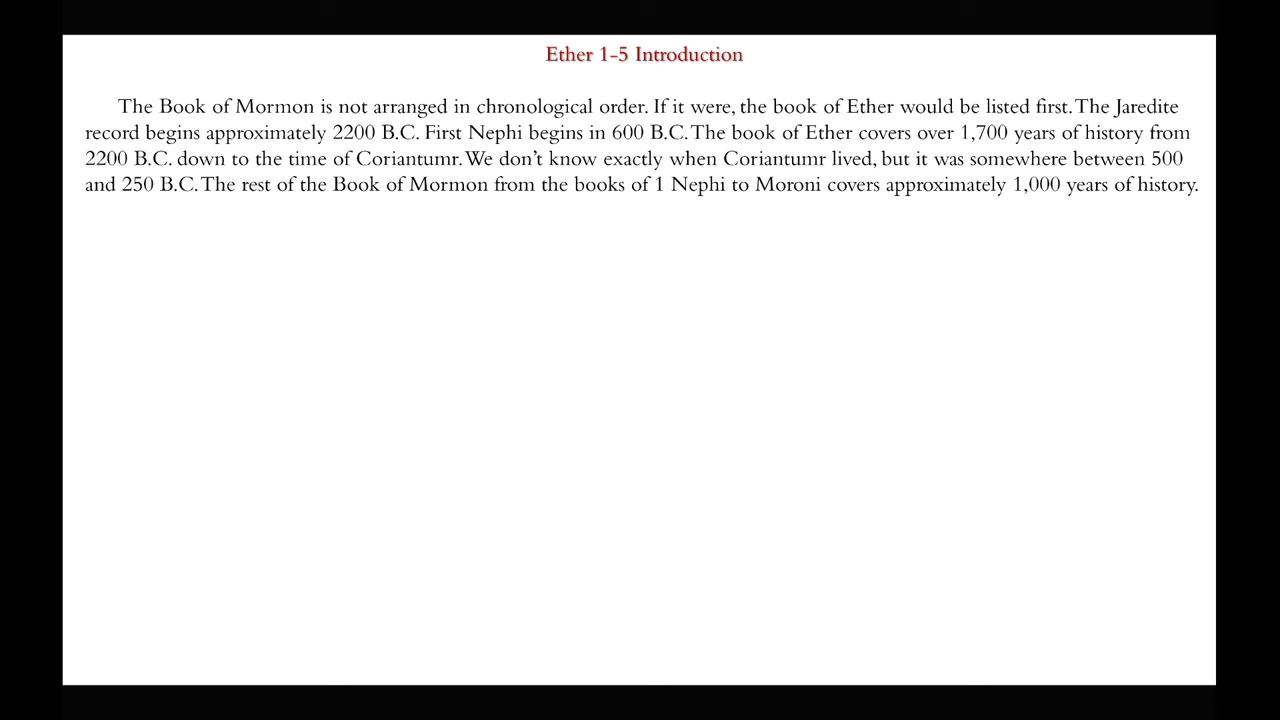 Ether 1-5 Introduction
The Book of Mormon is not arranged in chronological order. If it were, the book of Ether would be listed first. The Jaredite
record begins approximately 2200 B.C. First Nephi begins in 600 B.C. The book of Ether covers over 1,700 years of history from
2200 B.C. down to the time of Coriantumr. We don’t know exactly when Coriantumr lived, but it was somewhere between 500
and 250 B.C. The rest of the Book of Mormon from the books of 1 Nephi to Moroni covers approximately 1,000 years of history.